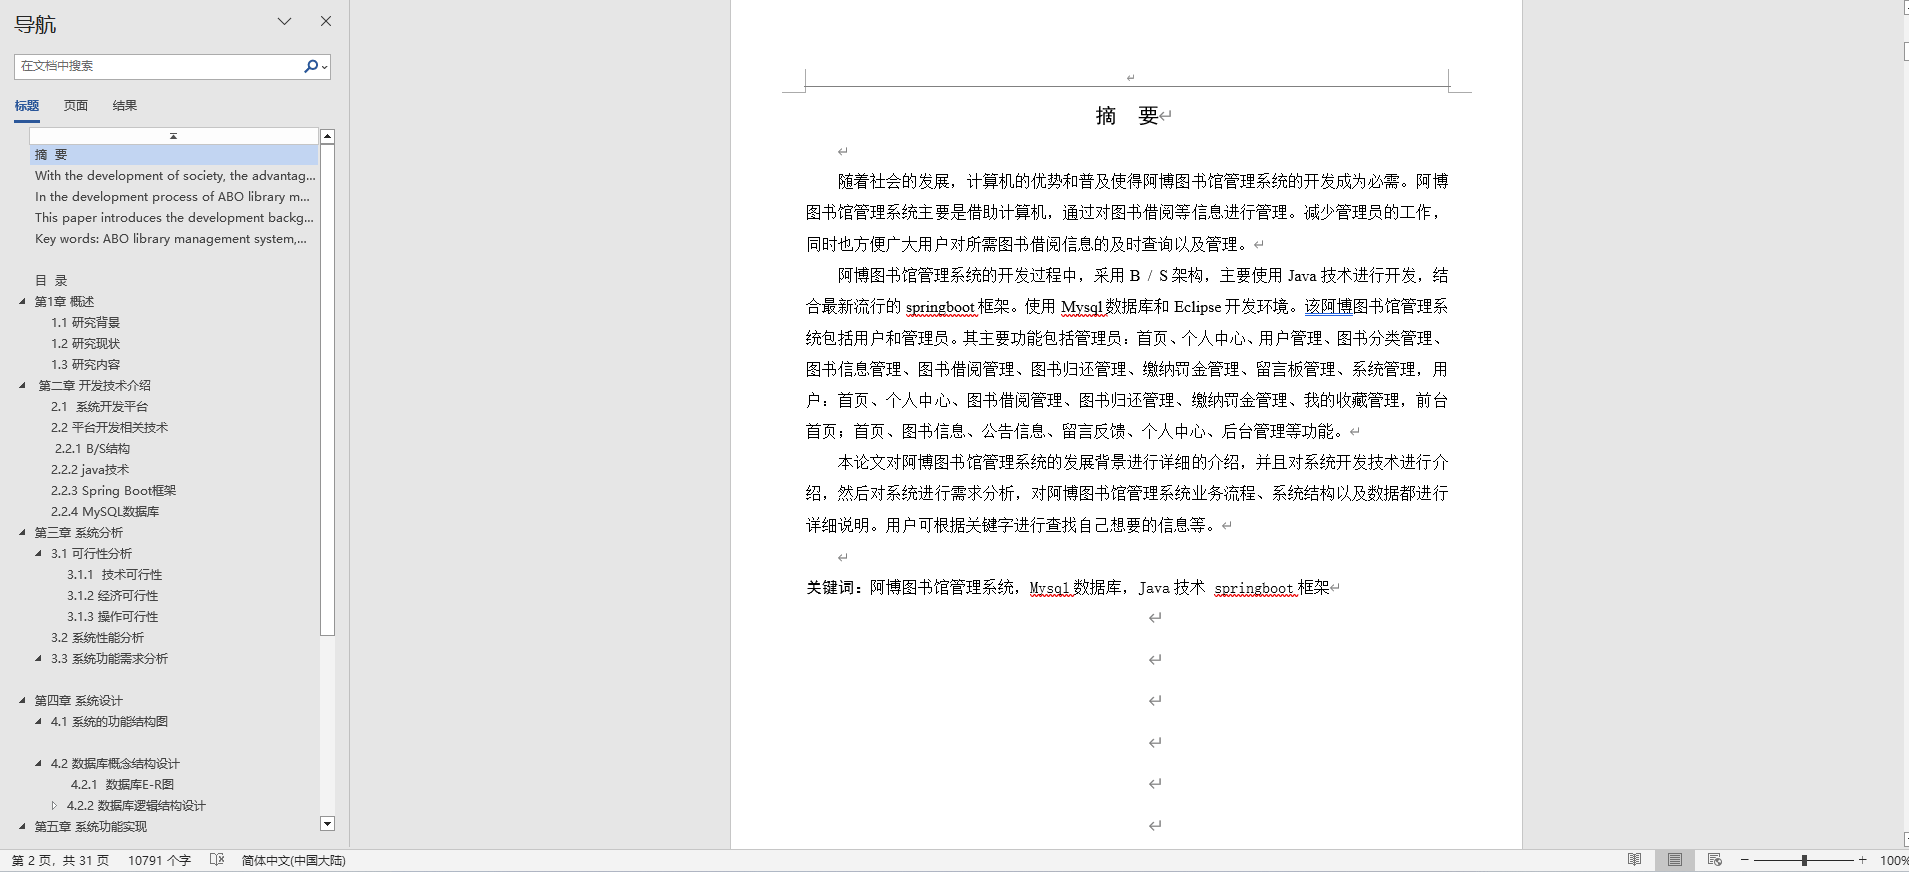 导航
在文档中搜索
标题 页面 结果
摘 要
With the development of society, the advantag...
In the development process of ABO library m...
This paper introduces the development backg...
Key words: ABO library management system,...
目 录
第1章 概述
1.1 研究背景
1.2 研究现状
1.3 研究内容
第二章 开发技术介绍
2.1 系统开发平台
2.2 平台开发相关技术
2.2.1 B/S结构
2.2.2 java技术
2.2.3 Spring Boot框架
2.2.4 MySQL数据库
第三章 系统分析
3.1 可行性分析
3.1.1 技术可行性
3.1.2 经济可行性
3.1.3 操作可行性
3.2 系统性能分析
3.3 系统功能需求分析
第四章 系统设计
4.1 系统的功能结构图
4.2 数据库概念结构设计
4.2.1 数据库E-R图
4.2.2 数据库逻辑结构设计
第五章 系统功能实现
摘 要
随着社会的发展，计算机的优势和普及使得阿博图书馆管理系统的开发成为必需。阿博
图书馆管理系统主要是借助计算机，通过对图书借阅等信息进行管理。减少管理员的工作，
同时也方便广大用户对所需图书借阅信息的及时查询以及管理。
阿博图书馆管理系统的开发过程中，采用 B / S 架构，主要使用 Java 技术进行开发，结
合最新流行的 springboot 框架。使用 Mysql 数据库和 Eclipse 开发环境。该阿博图书馆管理系
统包括用户和管理员。其主要功能包括管理员：首页、个人中心、用户管理、图书分类管理、
图书信息管理、图书借阅管理、图书归还管理、缴纳罚金管理、留言板管理、系统管理，用
户：首页、个人中心、图书借阅管理、图书归还管理、缴纳罚金管理、我的收藏管理，前台
首页；首页、图书信息、公告信息、留言反馈、个人中心、后台管理等功能。
本论文对阿博图书馆管理系统的发展背景进行详细的介绍，并且对系统开发技术进行介
绍，然后对系统进行需求分析，对阿博图书馆管理系统业务流程、系统结构以及数据都进行
详细说明。用户可根据关键字进行查找自己想要的信息等。
关键词：阿博图书馆管理系统，Mysql 数据库，Java 技术 springboot 框架
第 2 页，共 31 页 10791 个字 简体中文(中国大陆) 100%